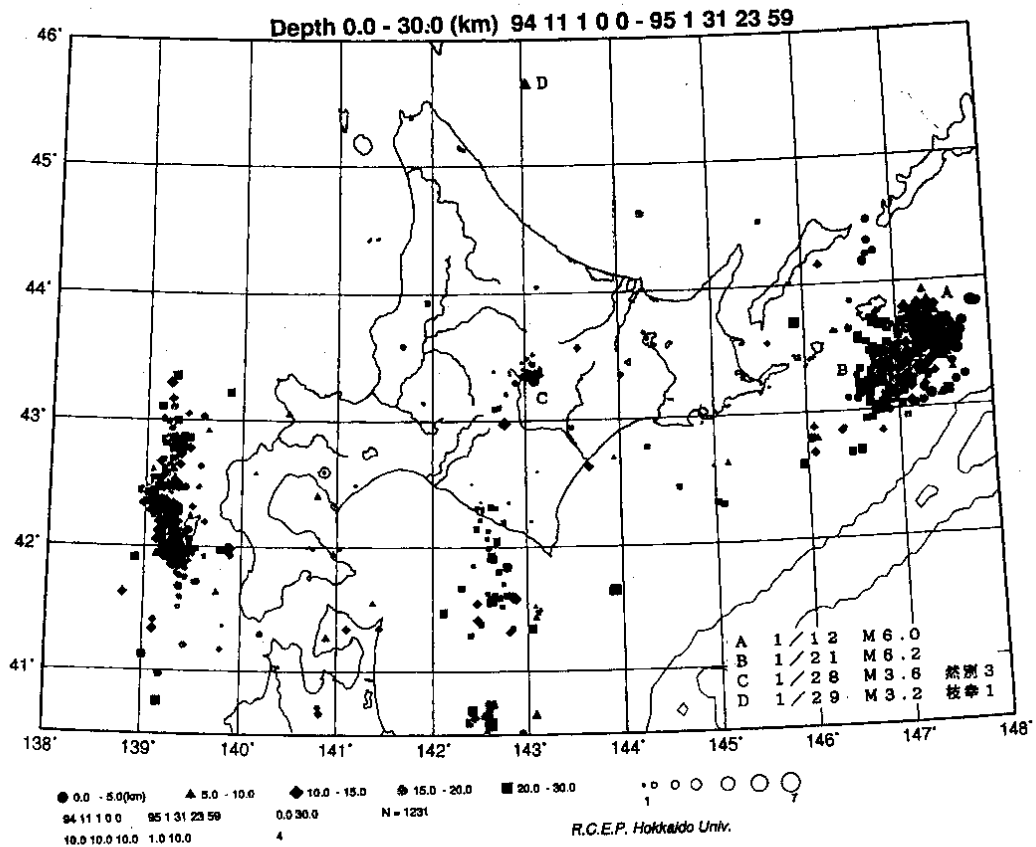 Depth 0.0 - 30.0 (km) 94 11 1 0 0 - 95 1 31 23 59
46°
45°
44°
43°
42°
41°
D
A
B
C
A 1/12 M6.0
B 1/21 M6.2
C 1/28 M3.6 然別3
D 1/29 M3.2 枝幸1
138° 139° 140° 141° 142° 143° 144° 145° 146° 147° 148°
0.0 - 5.0(km) 5.0 - 10.0 10.0 - 15.0 15.0 - 20.0 20.0 - 30.0
1 7
94 11 1 0 0 95 1 31 23 59 0.0 30.0 N = 1231
10.0 10.0 10.0 1.0 10.0 4
R.C.E.P. Hokkaido Univ.